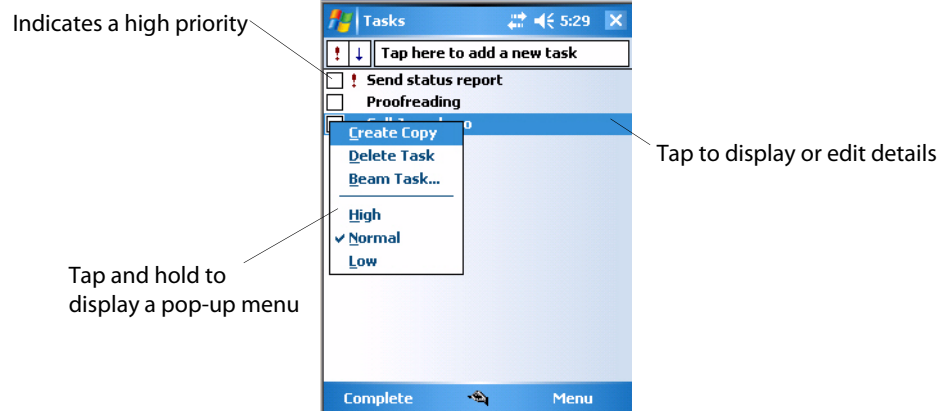 Indicates a high priority
Tasks 5:29
! ↓ Tap here to add a new task
! Send status report
Proofreading
Create Copy
Delete Task
Beam Task...
High
Normal
Low
Tap to display or edit details
Tap and hold to
display a pop-up menu
Complete Menu